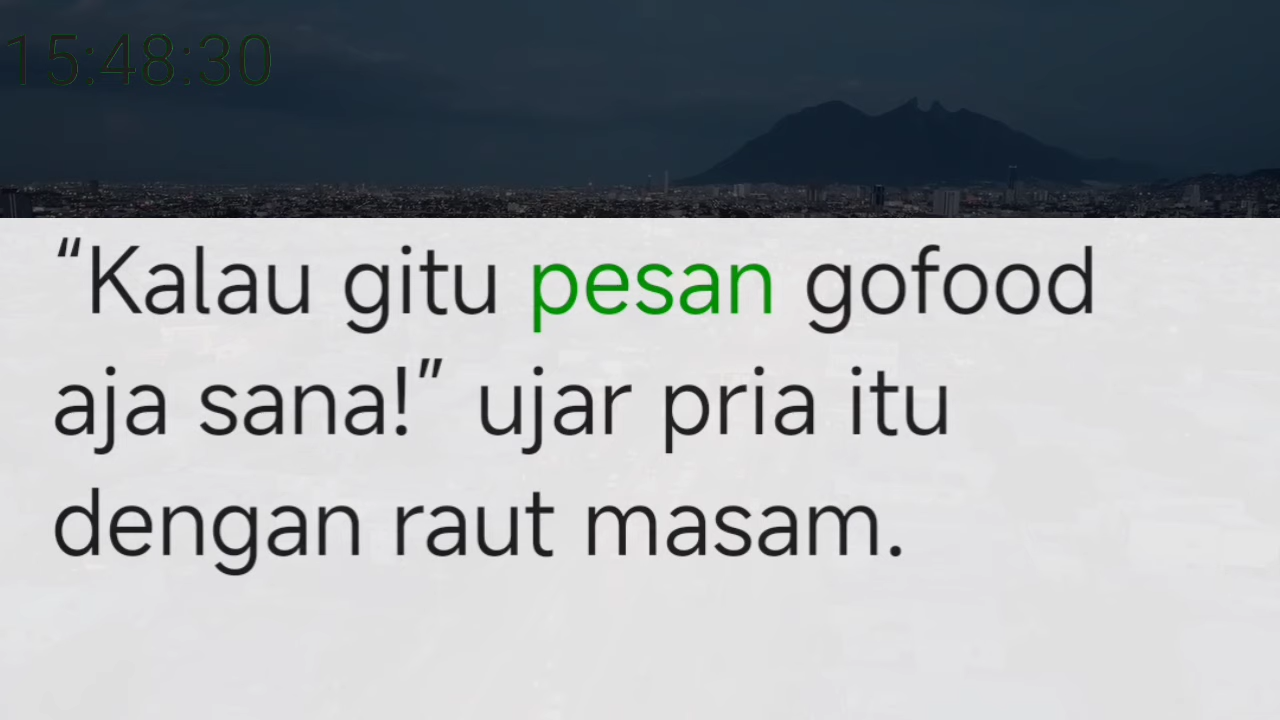 15:48:30
“Kalau gitu pesan gofood
aja sana!” ujar pria itu
dengan raut masam.